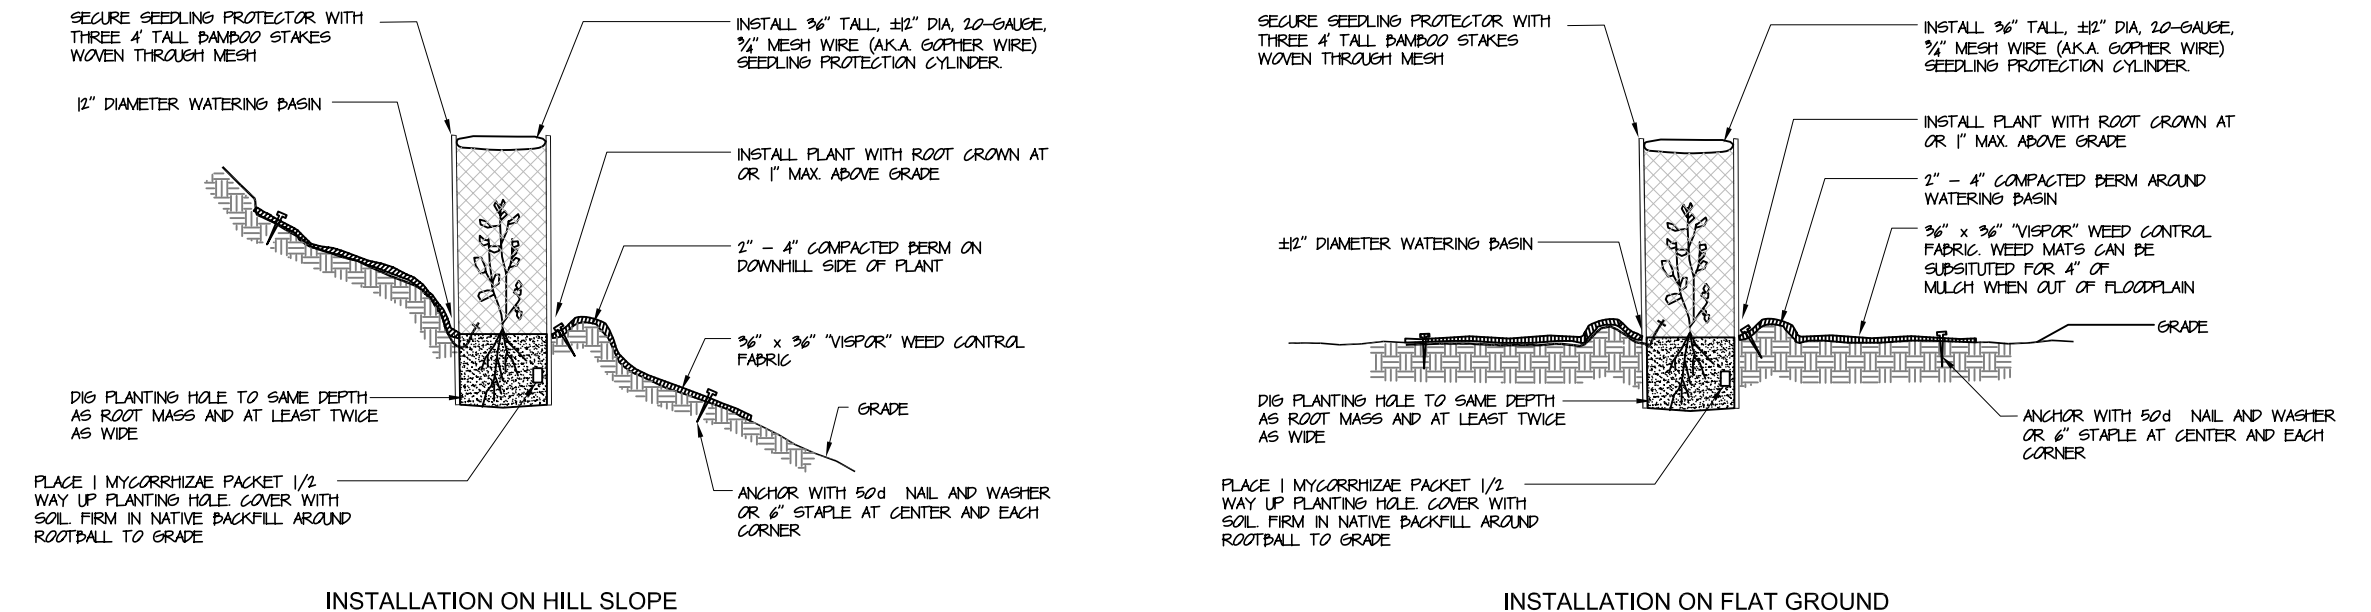 SECURE SEEDLING PROTECTOR WITH
THREE 4' TALL BAMBOO STAKES
WOVEN THROUGH MESH
12" DIAMETER WATERING BASIN
DIG PLANTING HOLE TO SAME DEPTH
AS ROOT MASS AND AT LEAST TWICE
AS WIDE
PLACE 1 MYCORRHIZAE PACKET 1/2
WAY UP PLANTING HOLE. COVER WITH
SOIL. FIRM IN NATIVE BACKFILL AROUND
ROOTBALL TO GRADE
INSTALL 36" TALL, ±12" DIA, 20-GAUGE,
¾" MESH WIRE (A.K.A. GOPHER WIRE)
SEEDLING PROTECTION CYLINDER.
INSTALL PLANT WITH ROOT CROWN AT
OR 1" MAX. ABOVE GRADE
2" - 4" COMPACTED BERM ON
DOWNHILL SIDE OF PLANT
36" x 36" "VISPOR" WEED CONTROL
FABRIC
GRADE
ANCHOR WITH 50d NAIL AND WASHER
OR 6" STAPLE AT CENTER AND EACH
CORNER
INSTALLATION ON HILL SLOPE
SECURE SEEDLING PROTECTOR WITH
THREE 4' TALL BAMBOO STAKES
WOVEN THROUGH MESH
±12" DIAMETER WATERING BASIN
DIG PLANTING HOLE TO SAME DEPTH
AS ROOT MASS AND AT LEAST TWICE
AS WIDE
PLACE 1 MYCORRHIZAE PACKET 1/2
WAY UP PLANTING HOLE. COVER WITH
SOIL. FIRM IN NATIVE BACKFILL AROUND
ROOTBALL TO GRADE
INSTALL 36" TALL, ±12" DIA, 20-GAUGE,
¾" MESH WIRE (A.K.A. GOPHER WIRE)
SEEDLING PROTECTION CYLINDER.
INSTALL PLANT WITH ROOT CROWN AT
OR 1" MAX. ABOVE GRADE
2" - 4" COMPACTED BERM AROUND
WATERING BASIN
36" x 36" "VISPOR" WEED CONTROL
FABRIC. WEED MATS CAN BE
SUBSITUTED FOR 4" OF
MULCH WHEN OUT OF FLOODPLAIN
GRADE
ANCHOR WITH 50d NAIL AND WASHER
OR 6" STAPLE AT CENTER AND EACH
CORNER
INSTALLATION ON FLAT GROUND